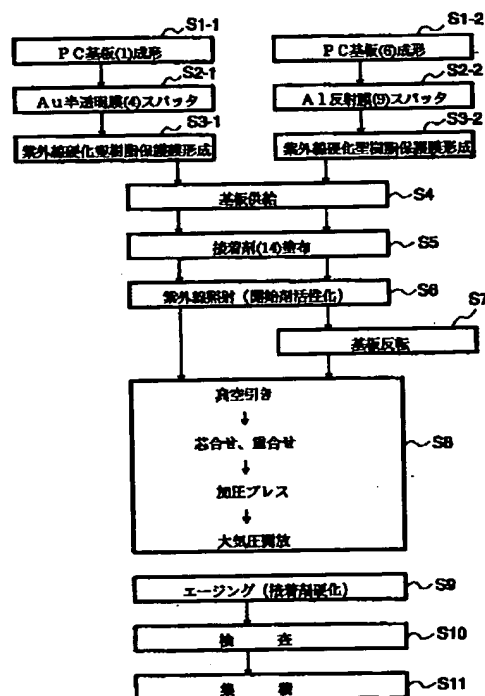 S1-1
PC基板(1)成形
S1-2
PC基板(6)成形
S2-1
Au半透明膜(4)スパッタ
S2-2
Al反射膜(9)スパッタ
S3-1
紫外線硬化型樹脂保護膜形成
S3-2
紫外線硬化型樹脂保護膜形成
基板供給
S4
接着剤(14)塗布
S5
紫外線照射(開始剤活性化)
S6
S7
基板反転
真空引き
↓
芯合せ、重合せ
↓
加圧プレス
↓
大気圧開放
S8
エージング(接着剤硬化)
S9
検 査
S10
集 積
S11